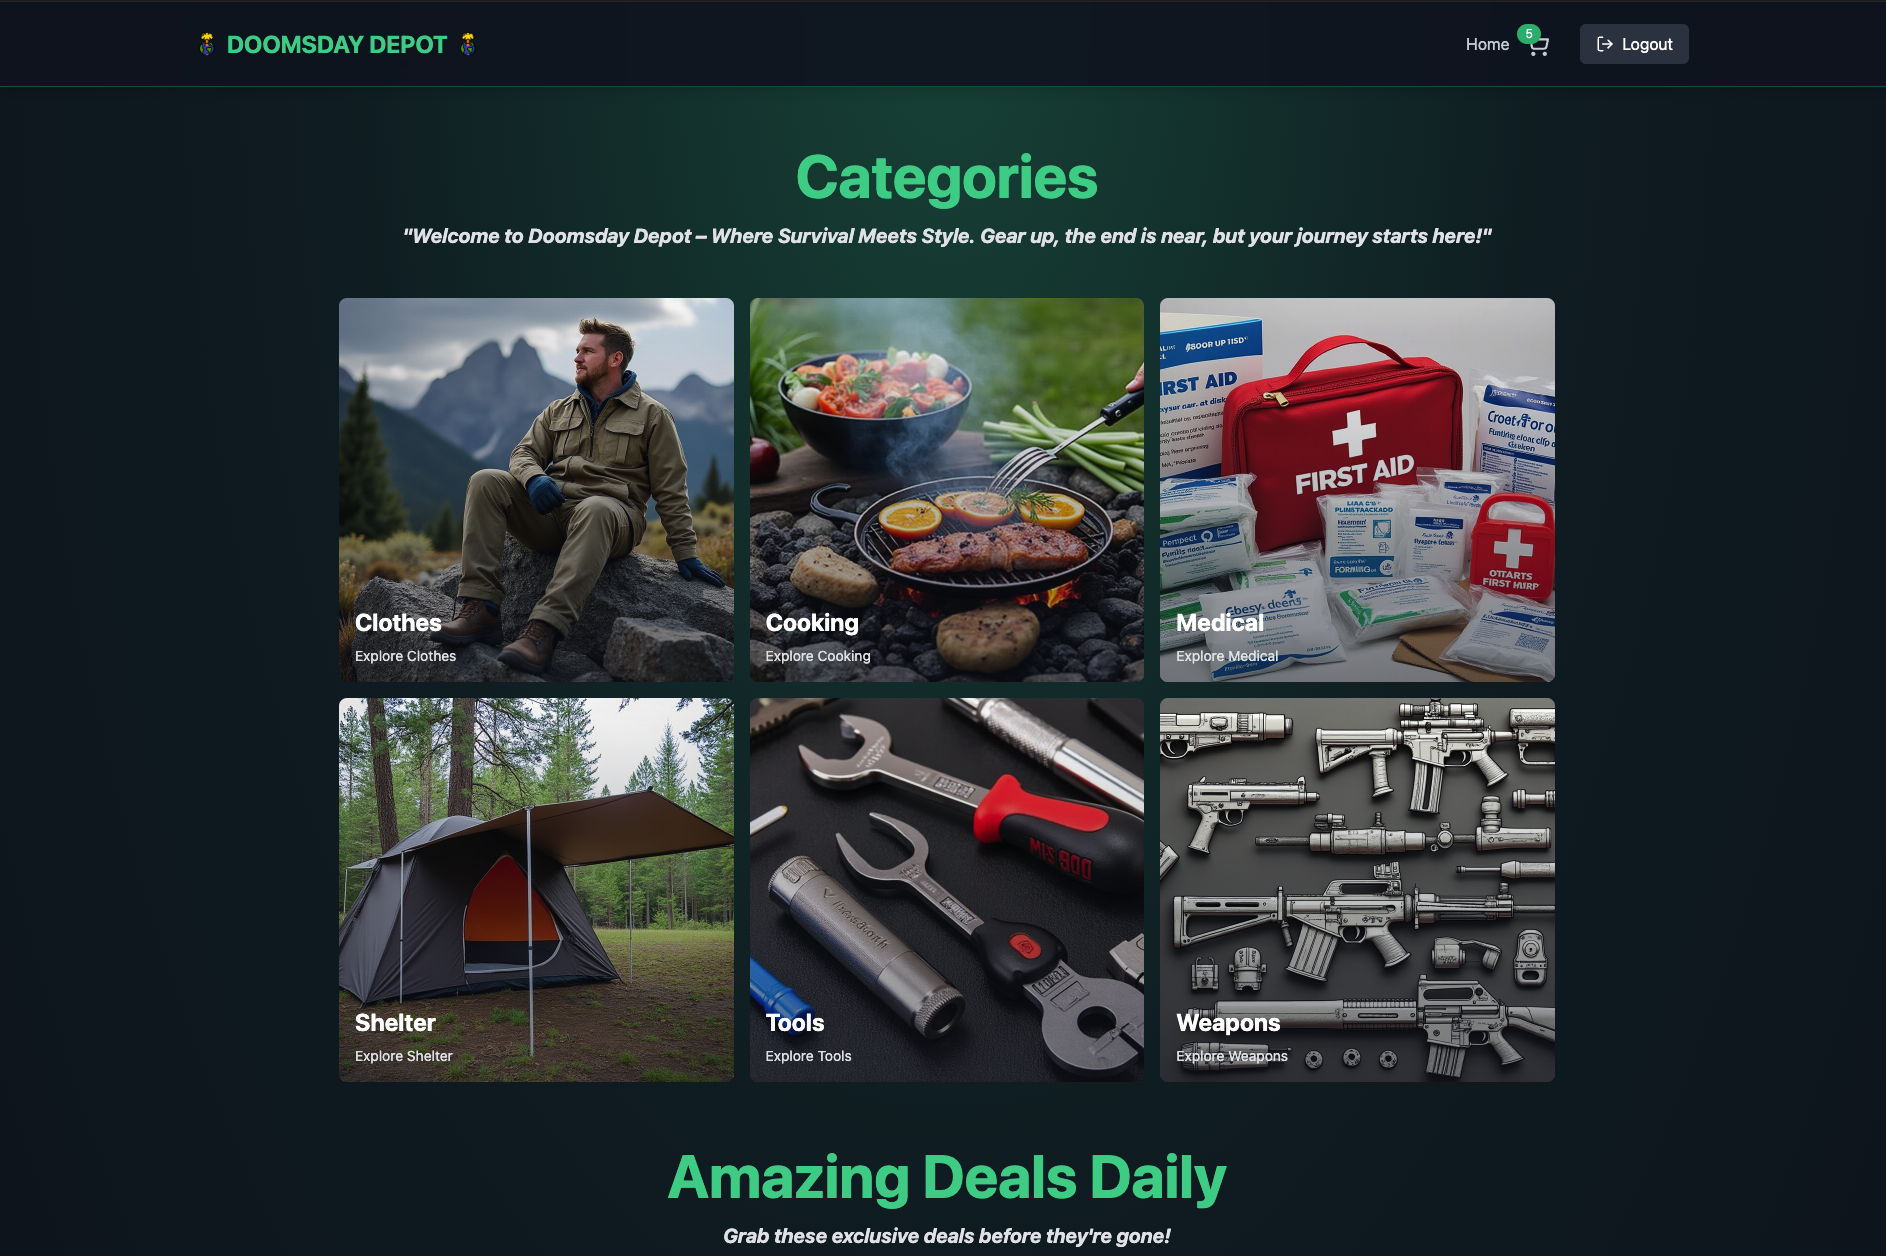 DOOMSDAY DEPOT
Home
5
Logout
Categories
"Welcome to Doomsday Depot – Where Survival Meets Style. Gear up, the end is near, but your journey starts here!"
RST AID
FIRST AID
Clothes
Explore Clothes
Cooking
Explore Cooking
Medical
Explore Medical
Shelter
Explore Shelter
Tools
Explore Tools
Weapons
Explore Weapons
Amazing Deals Daily
Grab these exclusive deals before they're gone!